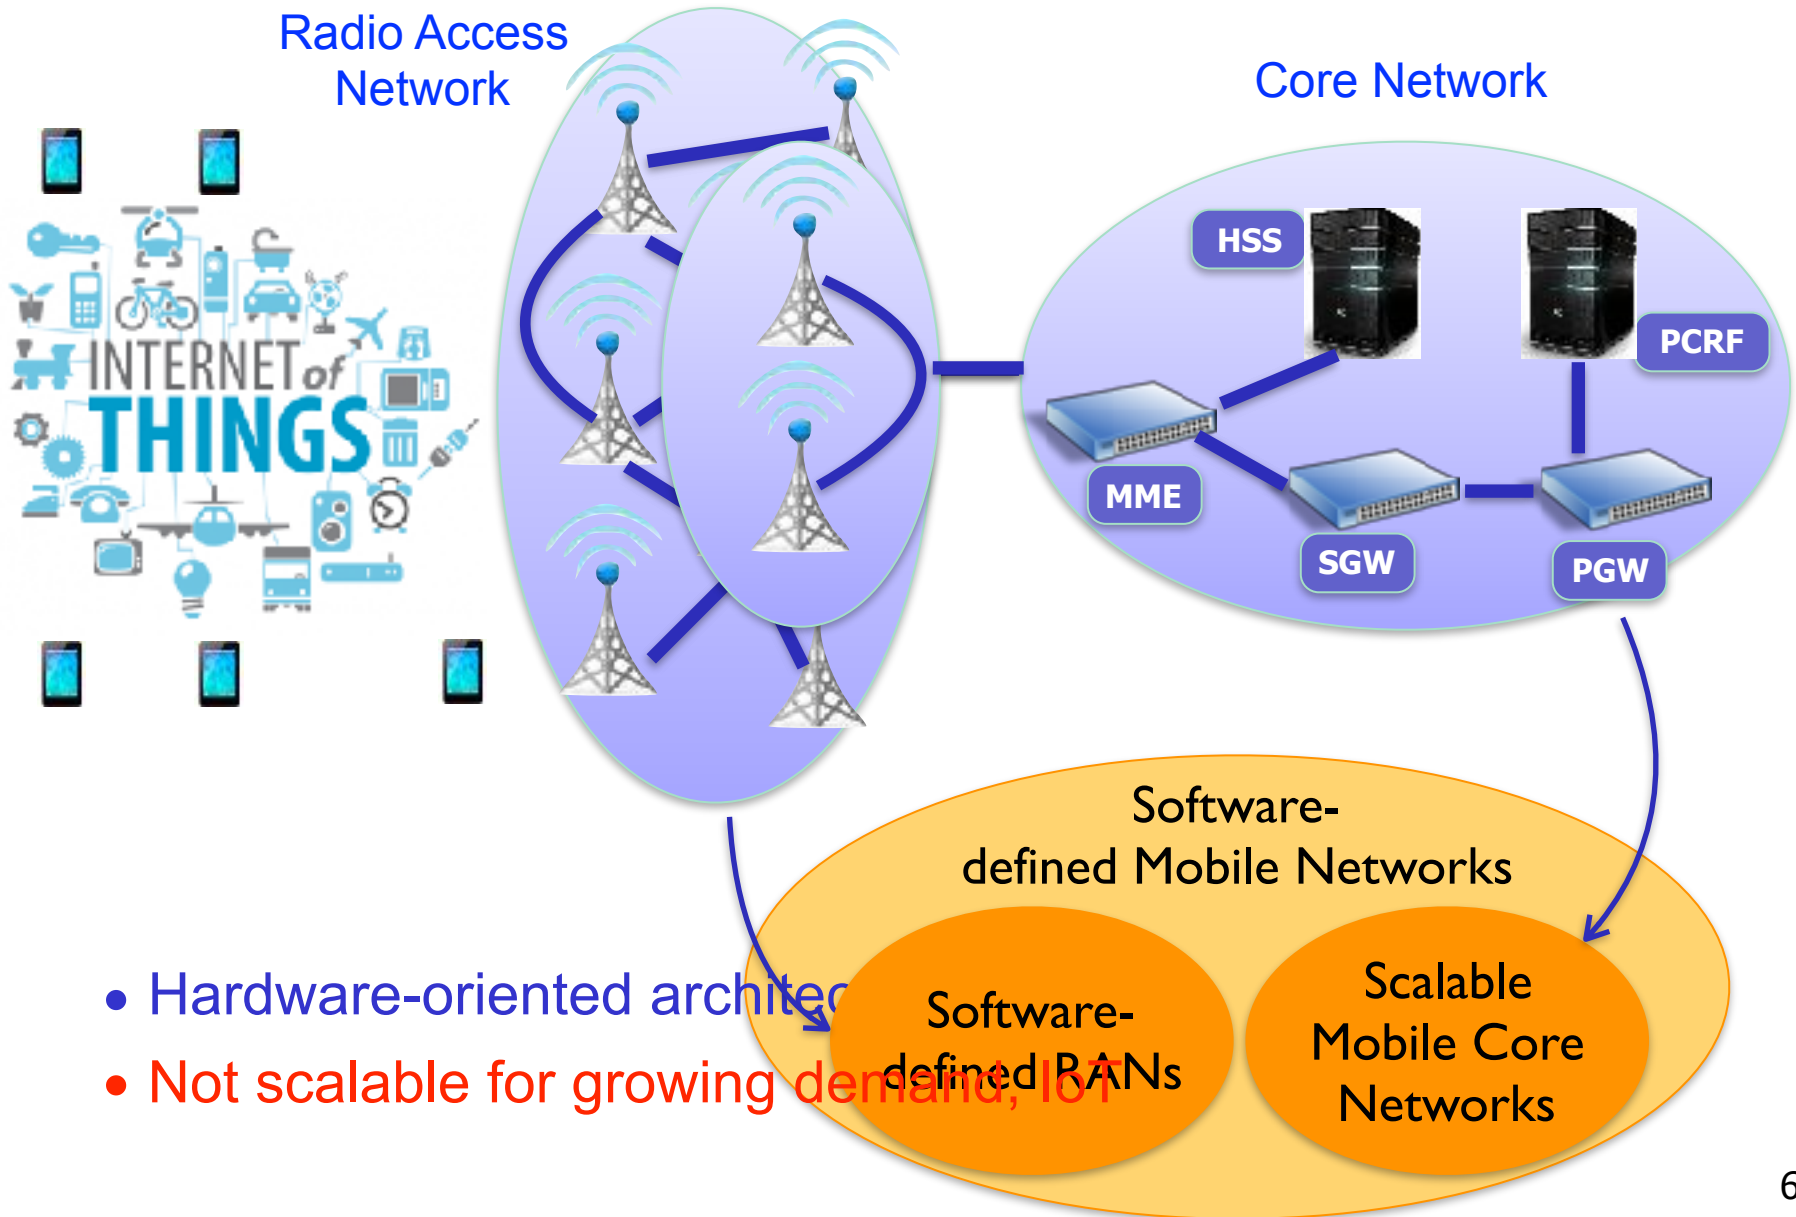 Radio Access
Network
Core Network
HSS
PCRF
INTERNET of
THINGS
MME
SGW
PGW
Software-
defined Mobile Networks
Software-
defined RANs
Scalable
Mobile Core
Networks
• Hardware-oriented architec
• Not scalable for growing demand, IoT
6